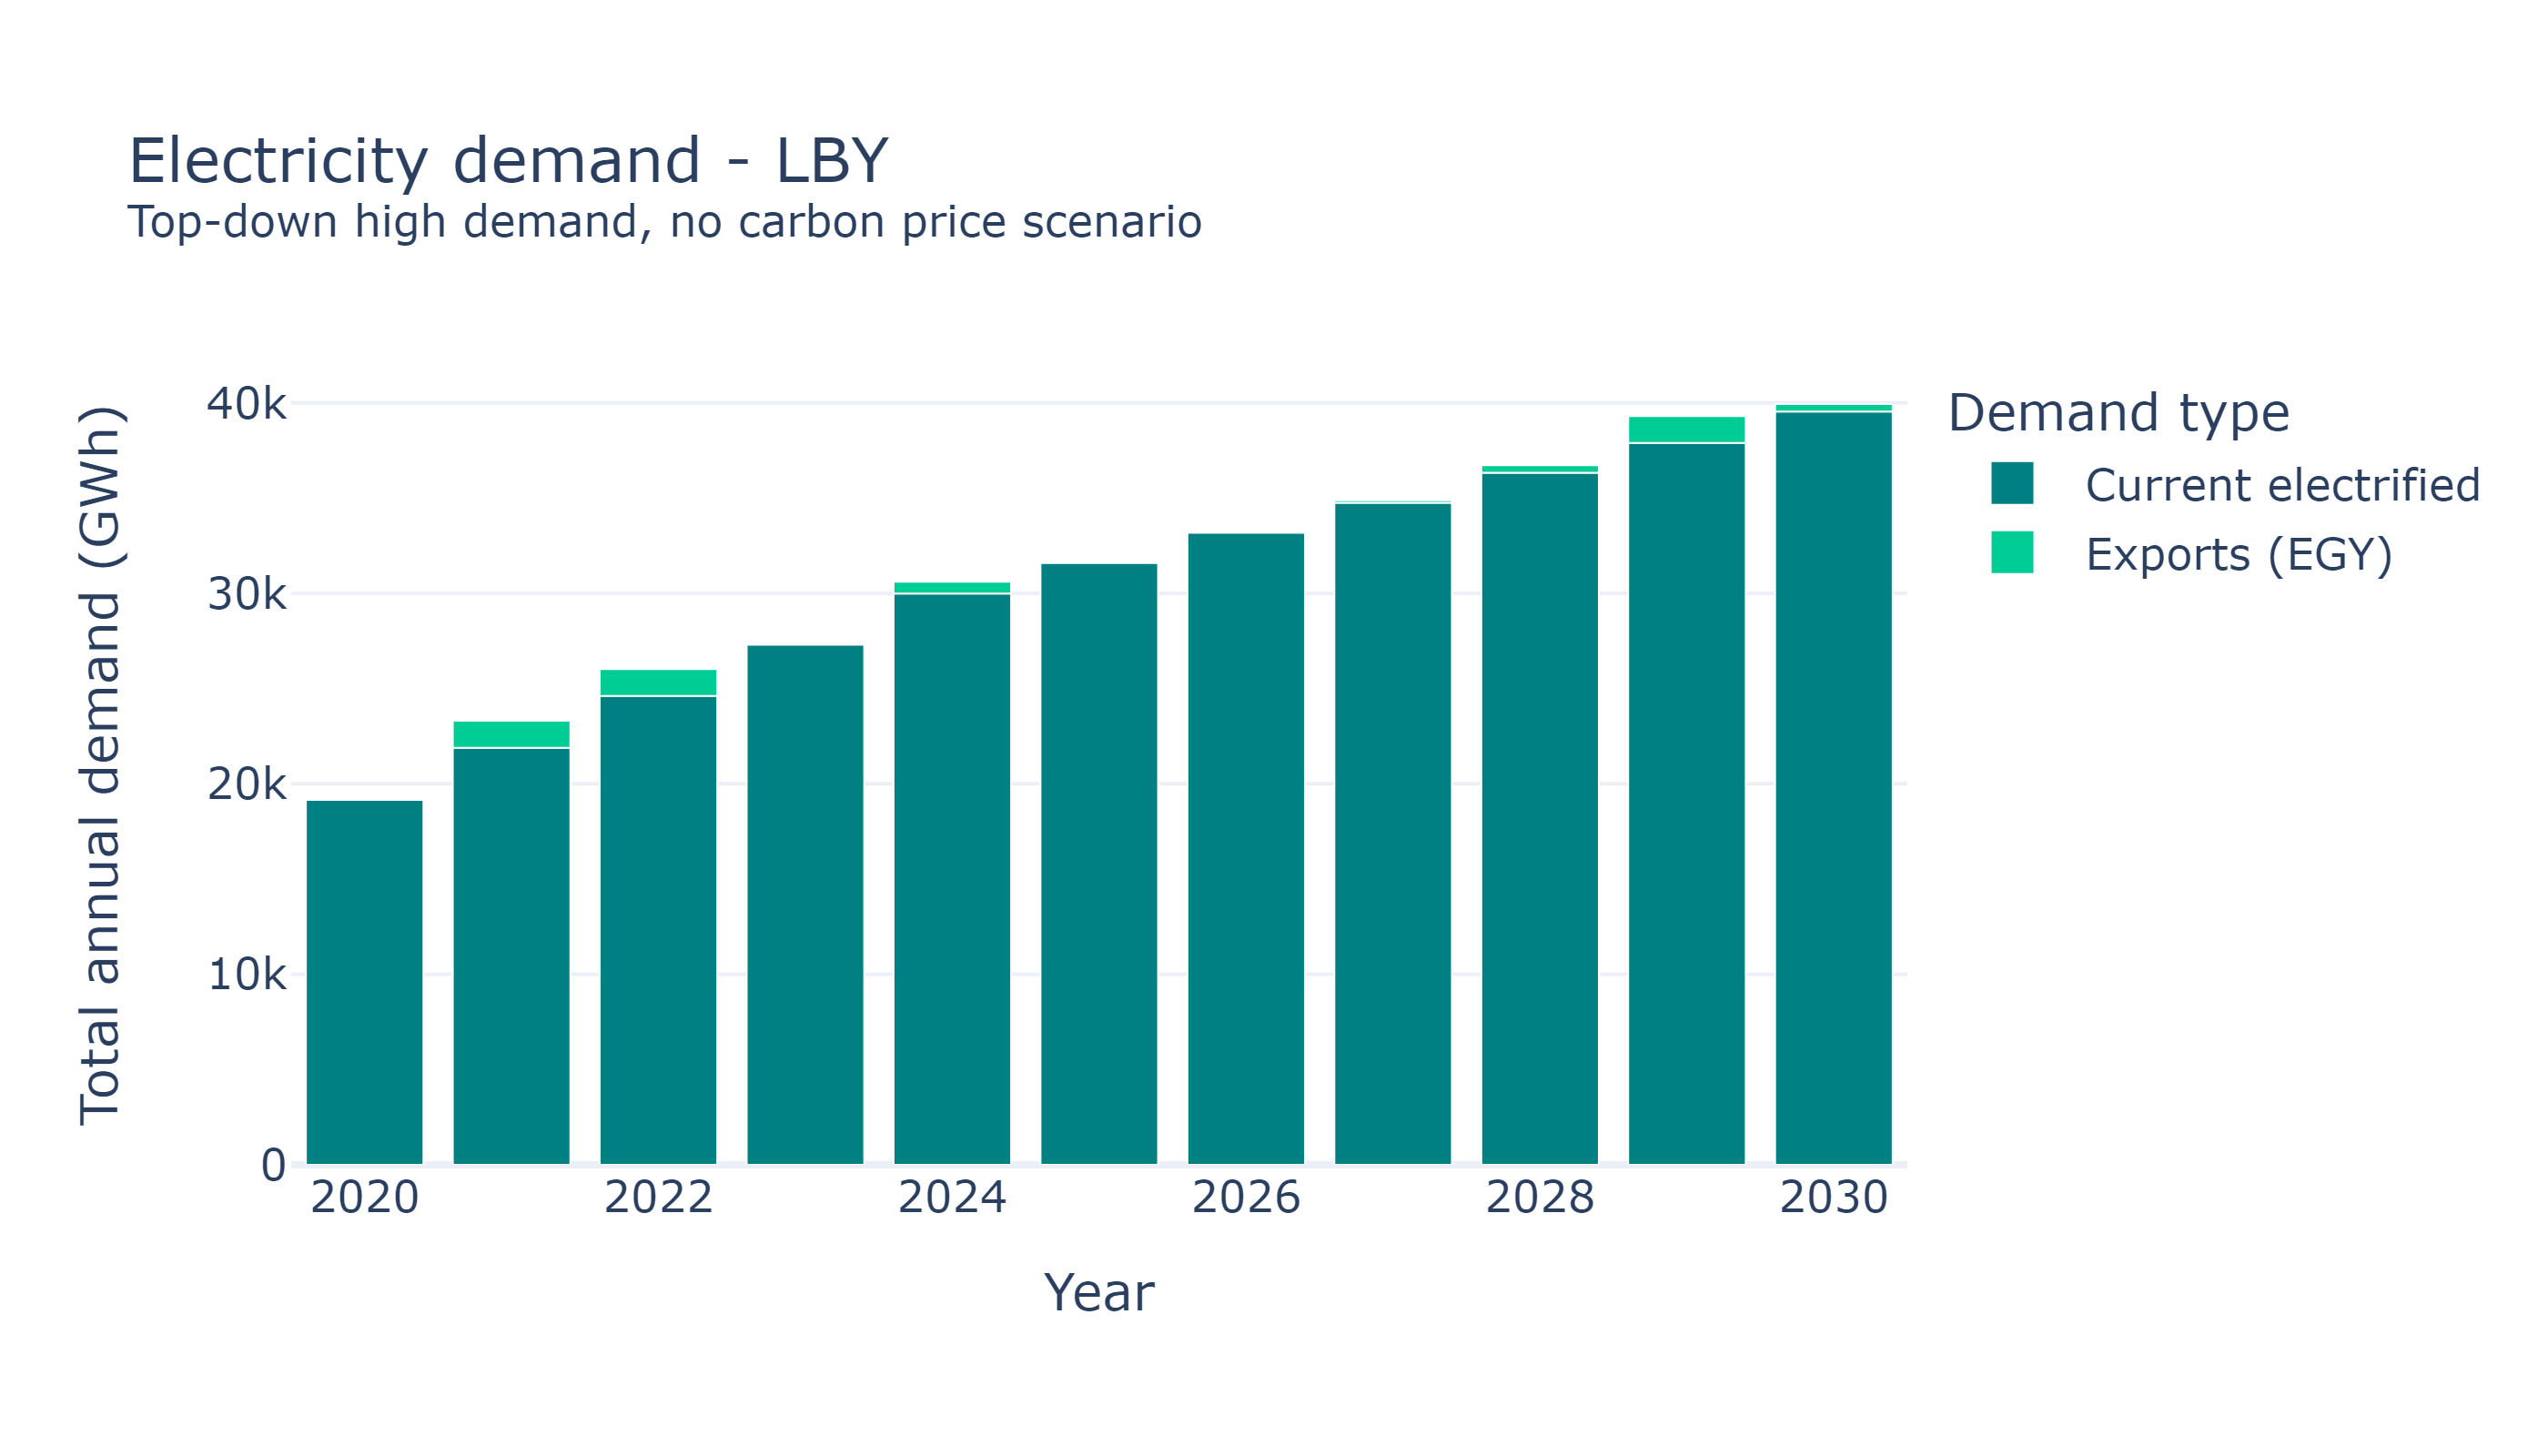 Electricity demand - LBY
Top-down high demand, no carbon price scenario
Total annual demand (GWh)
40k
30k
20k
10k
0
2020
2022
2024
2026
2028
2030
Year
Demand type
Current electrified
Exports (EGY)